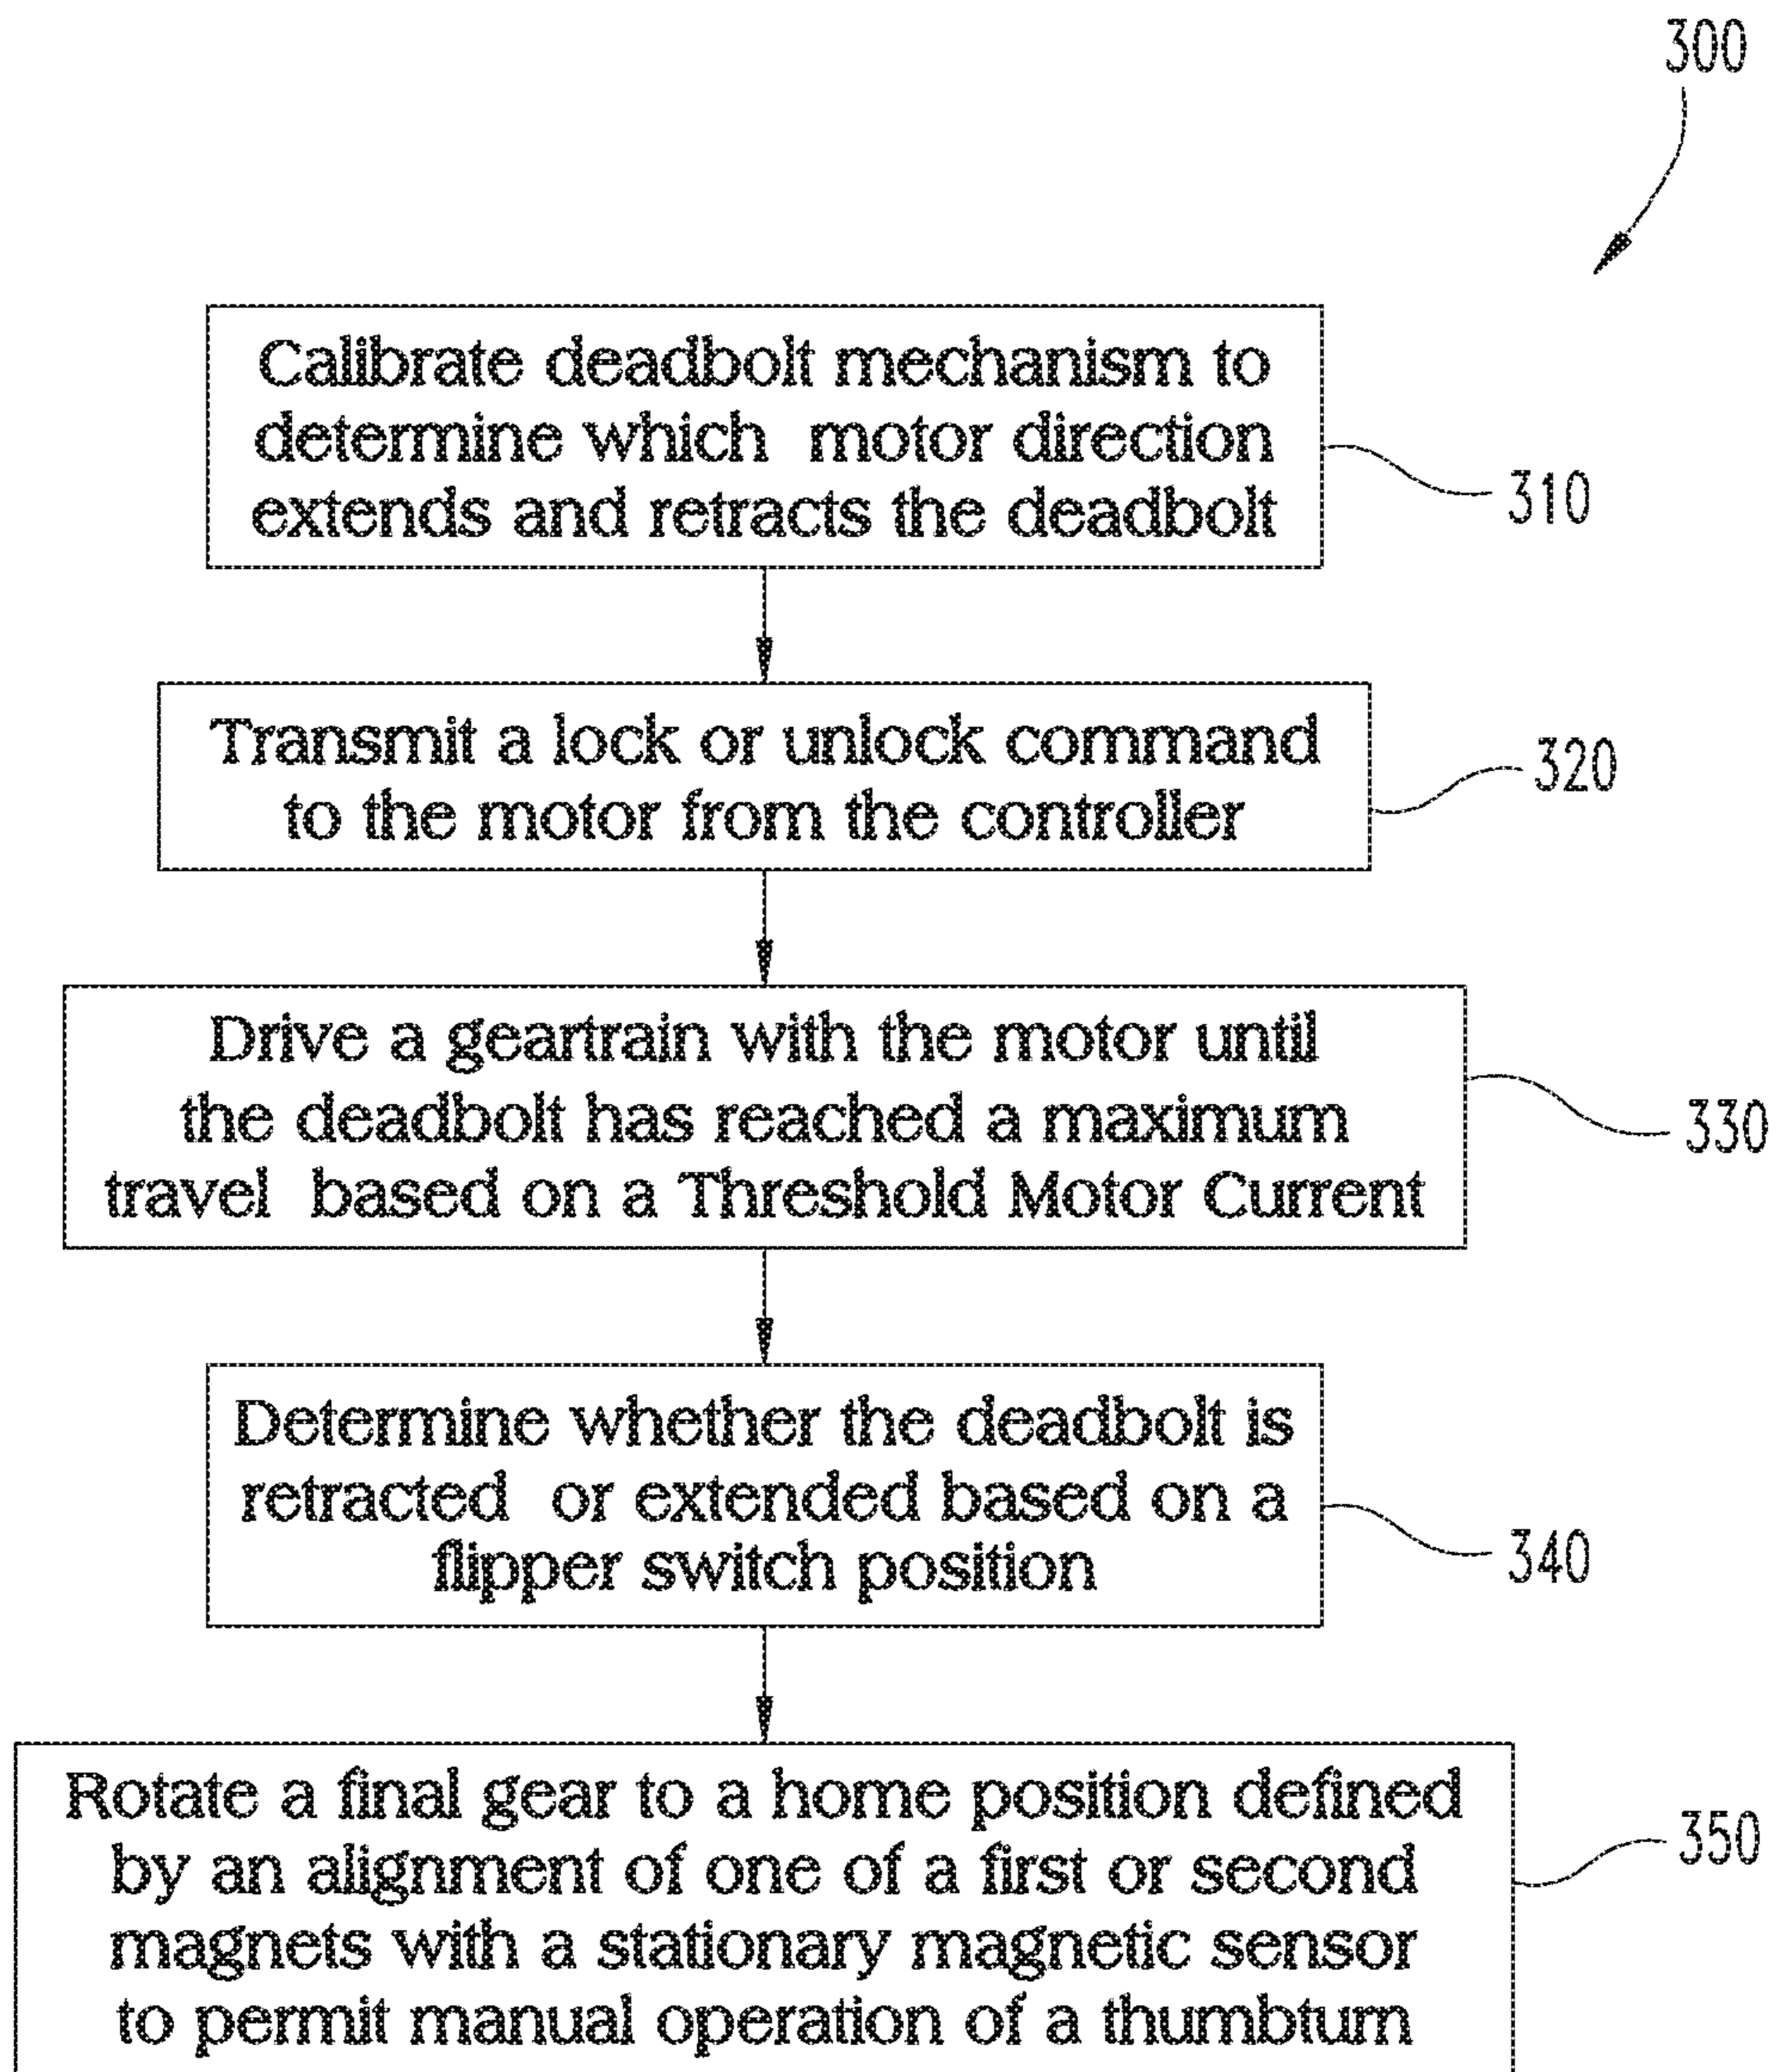 300
Calibrate deadbolt mechanism to
determine which motor direction
extends and retracts the deadbolt
310
Transmit a lock or unlock command
to the motor from the controller
320
Drive a geartrain with the motor until
the deadbolt has reached a maximum
travel based on a Threshold Motor Current
330
Determine whether the deadbolt is
retracted or extended based on a
flipper switch position
340
Rotate a final gear to a home position defined
by an alignment of one of a first or second
magnets with a stationary magnetic sensor
to permit manual operation of a thumbturn
350